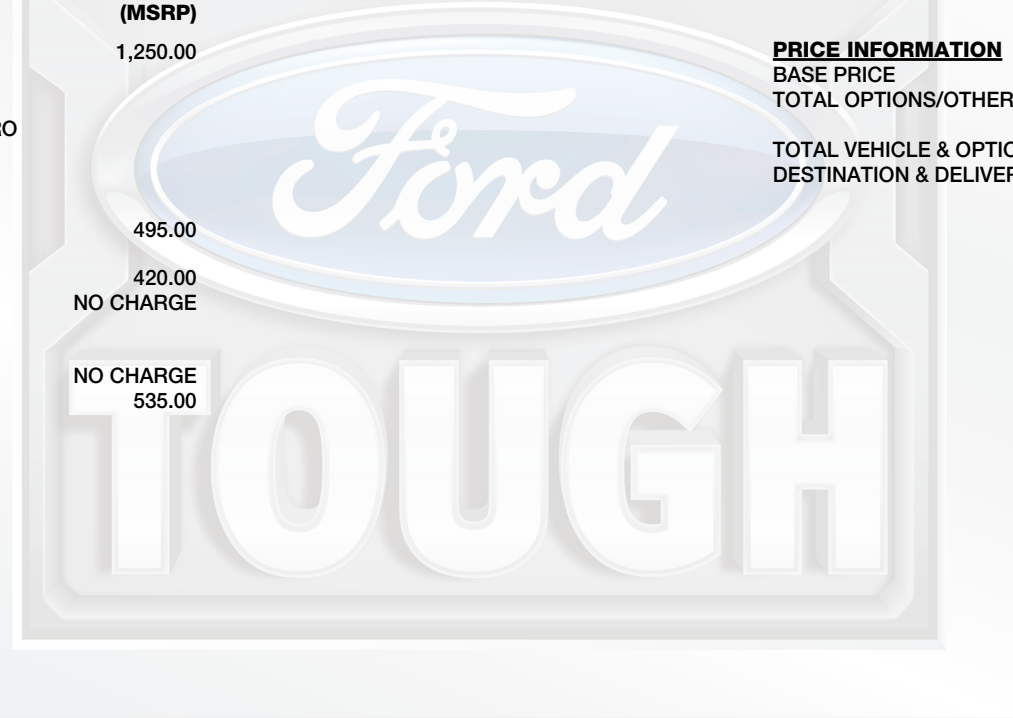 (MSRP)
1,250.00
RO
495.00
420.00
NO CHARGE
NO CHARGE
535.00
PRICE INFORMATION
BASE PRICE
TOTAL OPTIONS/OTHER
TOTAL VEHICLE & OPTIO
DESTINATION & DELIVER
Ford
TOUGH